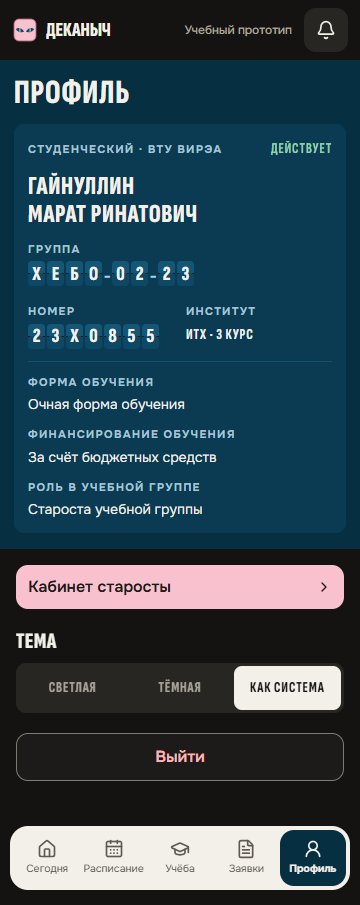 ДЕКАНЫЧ
Учебный прототип
ПРОФИЛЬ
СТУДЕНЧЕСКИЙ · ВТУ ВИРЭА
ДЕЙСТВУЕТ
ГАЙНУЛЛИН
МАРАТ РИНАТОВИЧ
ГРУППА
ХЕБО-02-23
НОМЕР
23Х0855
ИНСТИТУТ
ИТХ · 3 КУРС
ФОРМА ОБУЧЕНИЯ
Очная форма обучения
ФИНАНСИРОВАНИЕ ОБУЧЕНИЯ
За счёт бюджетных средств
РОЛЬ В УЧЕБНОЙ ГРУППЕ
Староста учебной группы
Кабинет старосты
ТЕМА
СВЕТЛАЯ
ТЁМНАЯ
КАК СИСТЕМА
Выйти
Сегодня
Расписание
Учёба
Заявки
Профиль